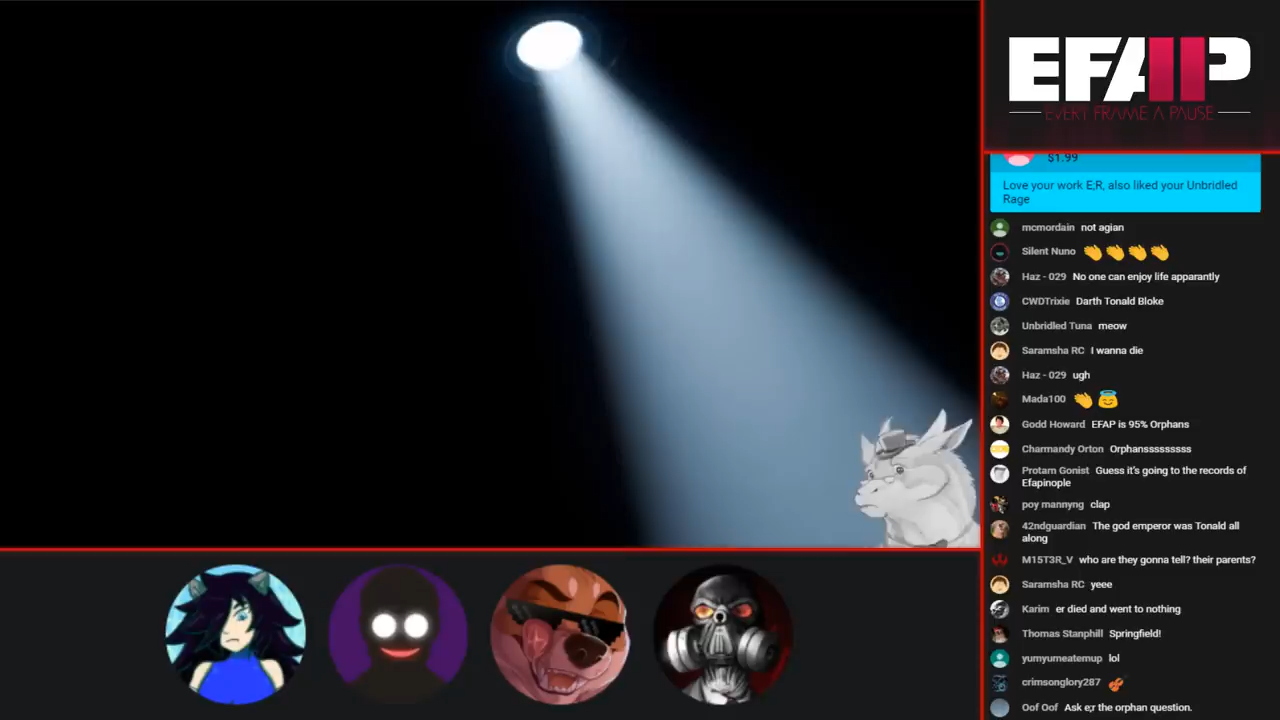 EFAP
EVERY FRAME A PAUSE
$1.99
Love your work E;R, also liked your Unbridled
Rage
mcmordain not agian
Silent Nuno 👏👏👏👏
Haz - 029 No one can enjoy life apparantly
CWDTrixie Darth Tonald Bloke
Unbridled Tuna meow
Saramsha RC I wanna die
Haz - 029 ugh
Mada100 👏😇
Godd Howard EFAP is 95% Orphans
Charmandy Orton Orphansssssssss
Protam Gonist Guess it's going to the records of
Efapinople
poy mannyng clap
42ndguardian The god emperor was Tonald all
along
M15T3R_V who are they gonna tell? their parents?
Saramsha RC yeee
Karim er died and went to nothing
Thomas Stanphill Springfield!
yumyumeatemup lol
crimsonglory287 🎻
Oof Oof Ask e;r the orphan question.